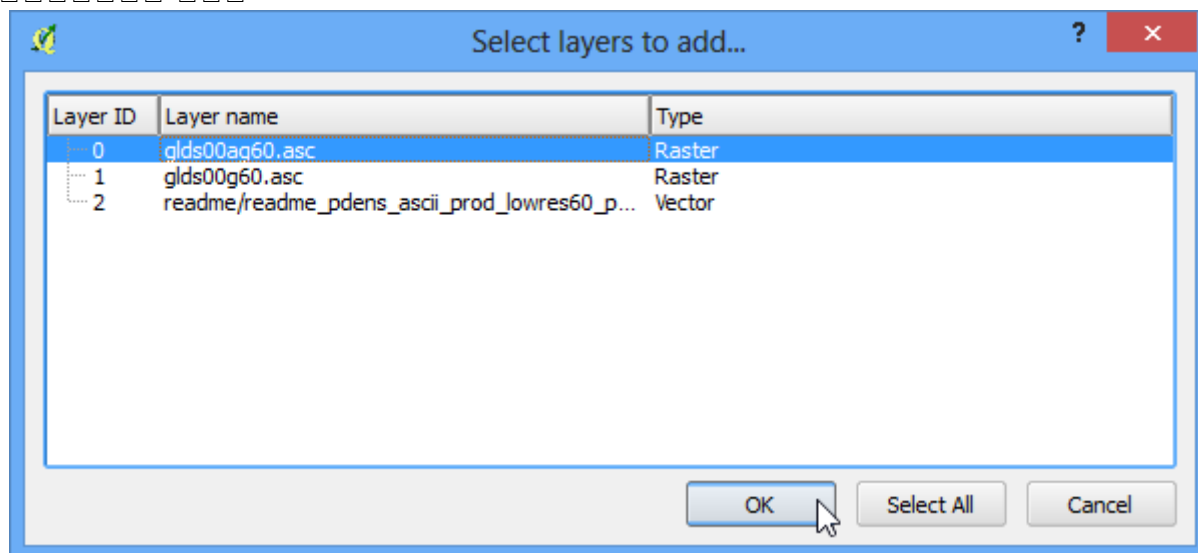 Select layers to add...
?
Layer ID Layer name Type
0 glds00ag60.asc Raster
1 glds00g60.asc Raster
2 readme/readme_pdens_ascii_prod_lowres60_p... Vector
OK Select All Cancel